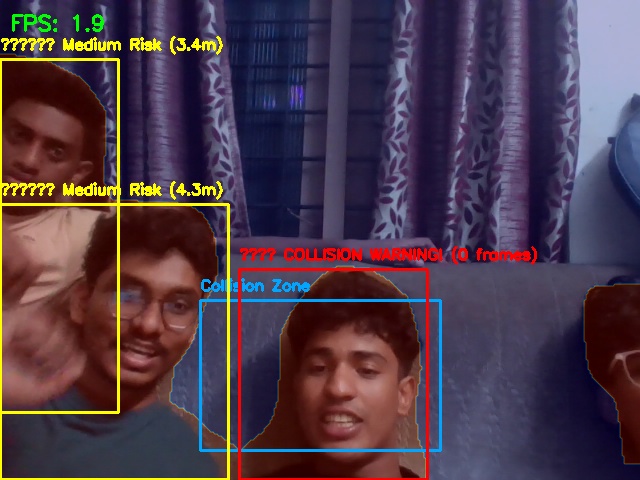 FPS: 1.9
?????? Medium Risk (3.4m)
?????? Medium Risk (4.3m)
???? COLLISION WARNING! (0 frames)
Collision Zone